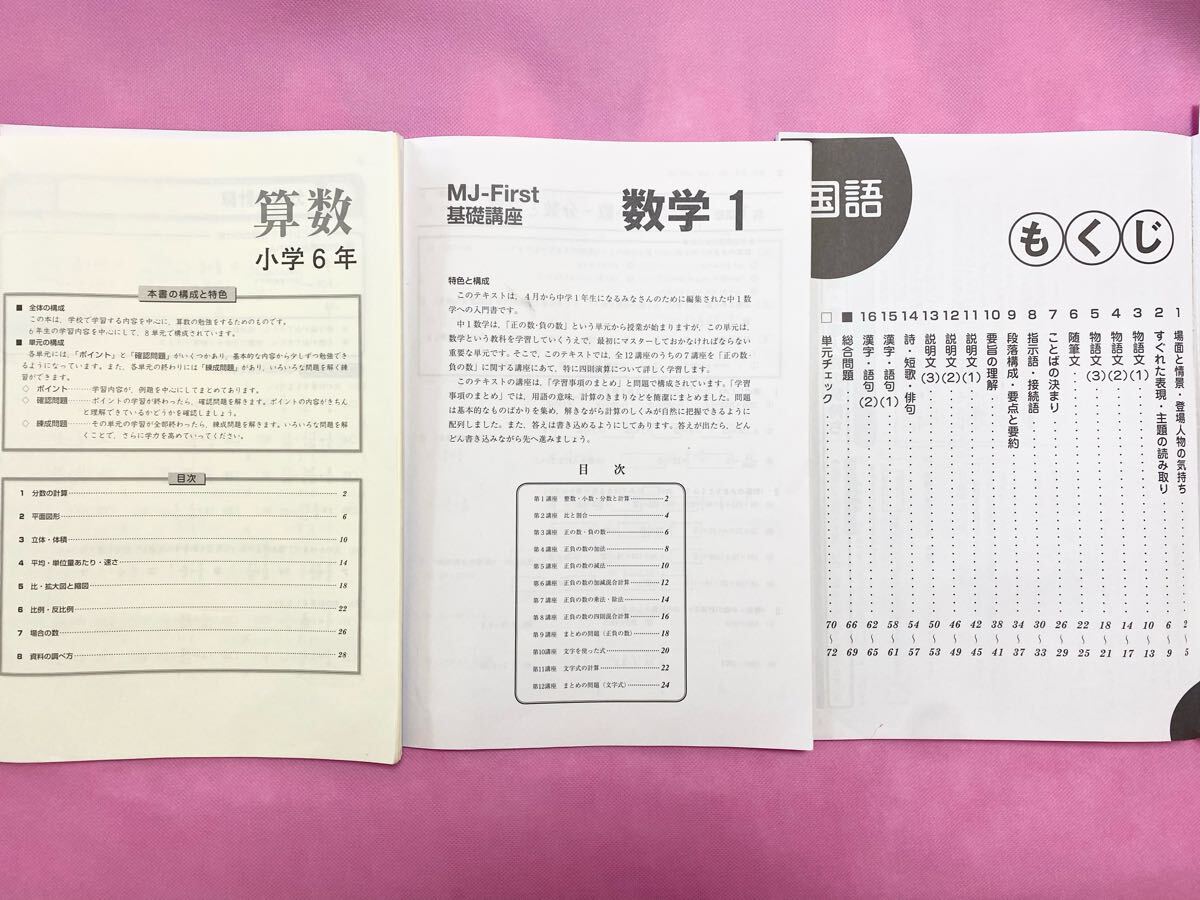 算数
小学6年
本書の構成と特色
■ 全体の構成
この本は、学校で学習する内容を中心に、算数の勉強をするためのものです。
6年生の学習内容を中心にして、8単元で構成されています。
■ 単元の構成
各単元には、「ポイント」と「確認問題」がいくつかあり、基本的な内容から少しずつ勉強でき
るようになっています。また、各単元の終わりには「練成問題」があり、いろいろな問題を解く練
習ができます。
◇ ポイント……学習内容が、例題を中心にしてまとめてあります。
◇ 確認問題……ポイントの学習が終わったら、確認問題を解きます。ポイントの内容がきちん
と理解できているかどうかを確認しましょう。
◇ 練成問題……その単元の学習が全部終わったら、練成問題を解きます。いろいろな問題を解
くことで、さらに学力を高めていってください。
目次
1 分数の計算……2
2 平面図形……6
3 立体・体積……10
4 平均・単位量あたり・速さ……14
5 比・拡大図と縮図……18
6 比例・反比例……22
7 場合の数……26
8 資料の調べ方……28
MJ-First
基礎講座
数学1
特色と構成
このテキストは、4月から中学1年生になるみなさんのために編集された中1数
学への入門書です。
中1数学は、「正の数・負の数」という単元から授業が始まりますが、この単元は、
数学という教科を学習していくうえで、最初にマスターしておかなければならない
重要な単元です。そこで、このテキストでは、全12講座のうちの7講座を「正の数・
負の数」に関する講座にあて、特に四則演算について詳しく学習します。
このテキストの講座は、「学習事項のまとめ」と問題で構成されています。「学習
事項のまとめ」では、用語の意味、計算のきまりなどを簡潔にまとめました。問題
は基本的なものばかりを集め、解きながら計算のしくみが自然に把握できるように
配列しました。また、答えは書き込めるようにしてあります。答えが出たら、どん
どん書き込みながら先へ進みましょう。
目次
第1講座 整数・小数・分数と計算……2
第2講座 比と割合……4
第3講座 正の数・負の数……6
第4講座 正負の数の加法……8
第5講座 正負の数の減法……10
第6講座 正負の数の加減混合計算……12
第7講座 正負の数の乗法・除法……14
第8講座 正負の数の四則混合計算……16
第9講座 まとめの問題(正負の数)……18
第10講座 文字を使った式……20
第11講座 文字式の計算……22
第12講座 まとめの問題(文字式)……24
国語
もくじ
1 場面と情景・登場人物の気持ち……2〜5
2 すぐれた表現・主題の読み取り……6〜9
3 物語文(1)……10〜13
4 物語文(2)……14〜17
5 物語文(3)……18〜21
6 随筆文……22〜25
7 ことばの決まり……26〜29
8 指示語・接続語……30〜33
9 段落構成・要点と要約……34〜37
10 要旨の理解……38〜41
11 説明文(1)……42〜45
12 説明文(2)……46〜49
13 説明文(3)……50〜53
14 詩・短歌・俳句……54〜57
15 漢字・語句(1)……58〜61
16 漢字・語句(2)……62〜65
■ 総合問題……66〜69
□ 単元チェック……70〜72